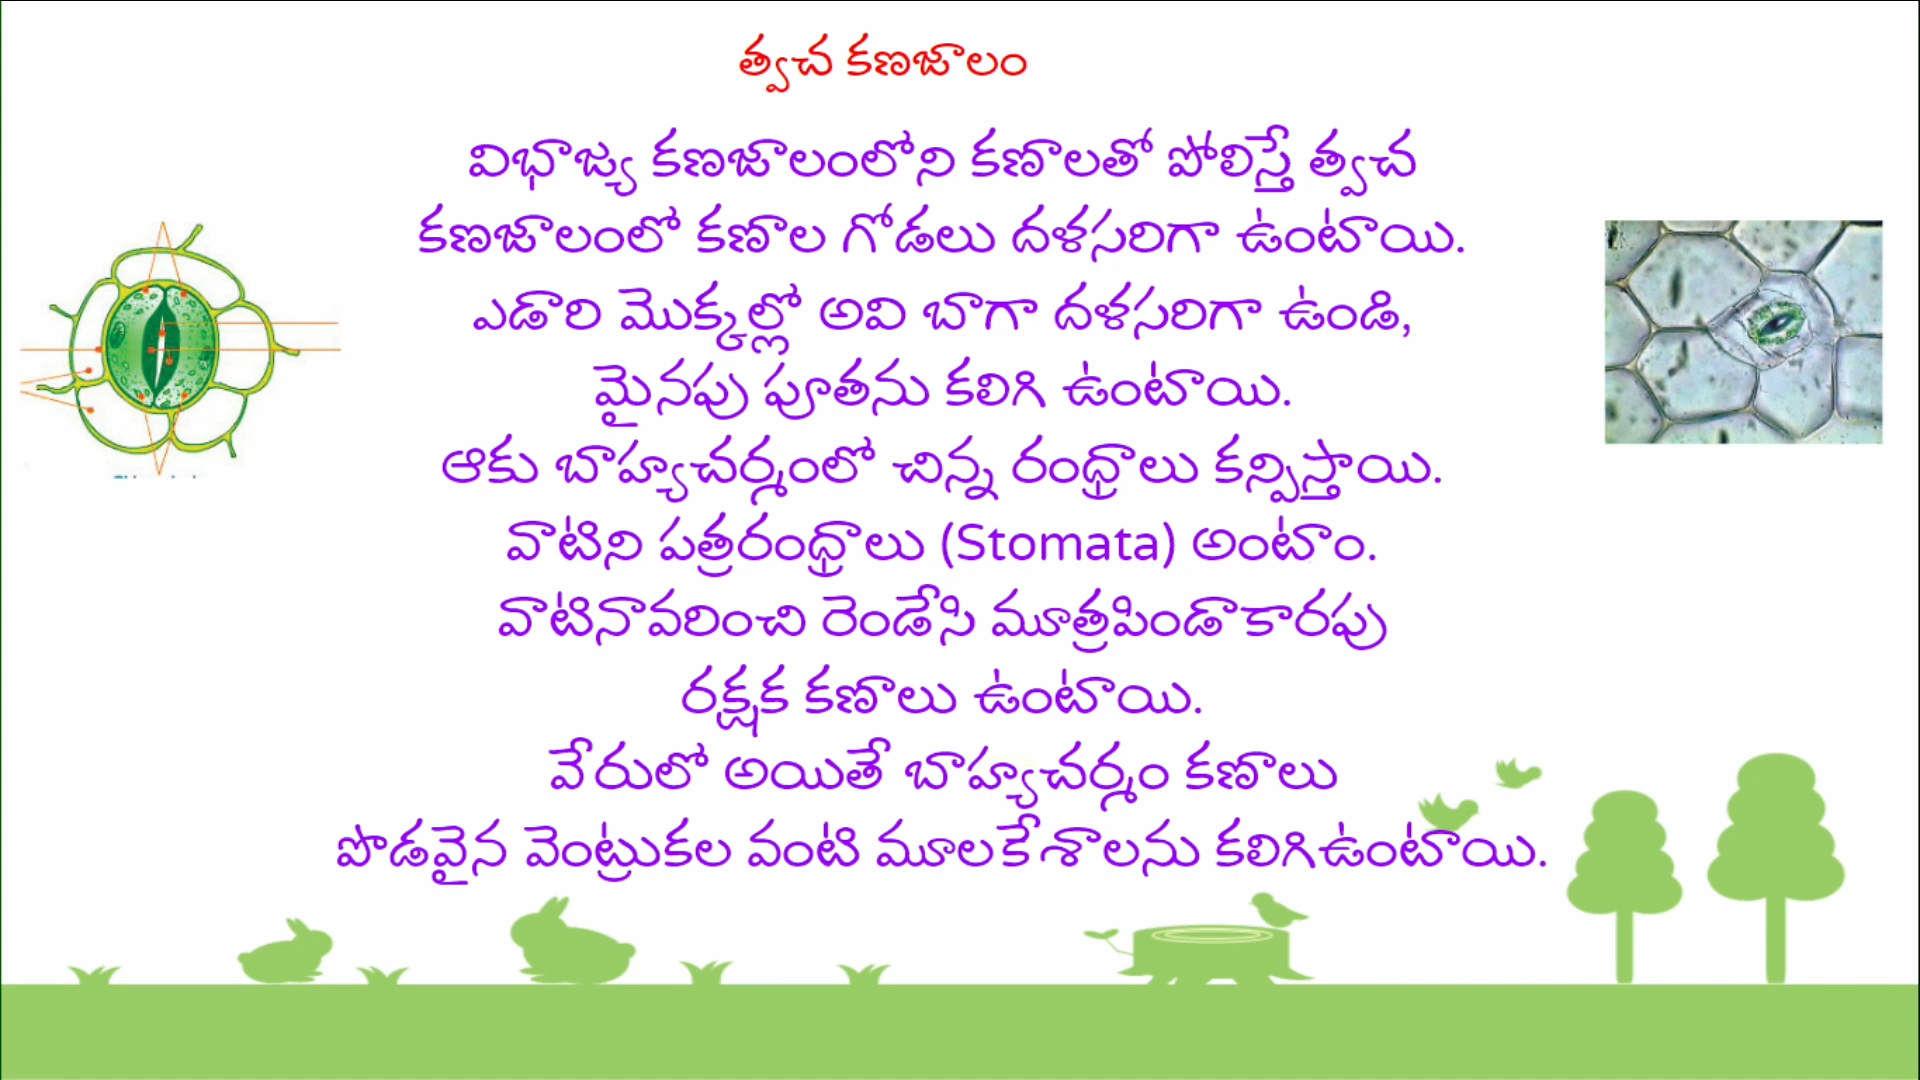 త్వచ కణజాలం
విభాజ్య కణజాలంలోని కణాలతో పోలిస్తే త్వచ
కణజాలంలో కణాల గోడలు దళసరిగా ఉంటాయి.
ఎడారి మొక్కల్లో అవి బాగా దళసరిగా ఉండి,
మైనపు పూతను కలిగి ఉంటాయి.
ఆకు బాహ్యచర్మంలో చిన్న రంధ్రాలు కన్పిస్తాయి.
వాటిని పత్రరంధ్రాలు (Stomata) అంటాం.
వాటినావరించి రెండేసి మూత్రపిండాకారపు
రక్షక కణాలు ఉంటాయి.
వేరులో అయితే బాహ్యచర్మం కణాలు
పొడవైన వెంట్రుకల వంటి మూలకేశాలను కలిగిఉంటాయి.